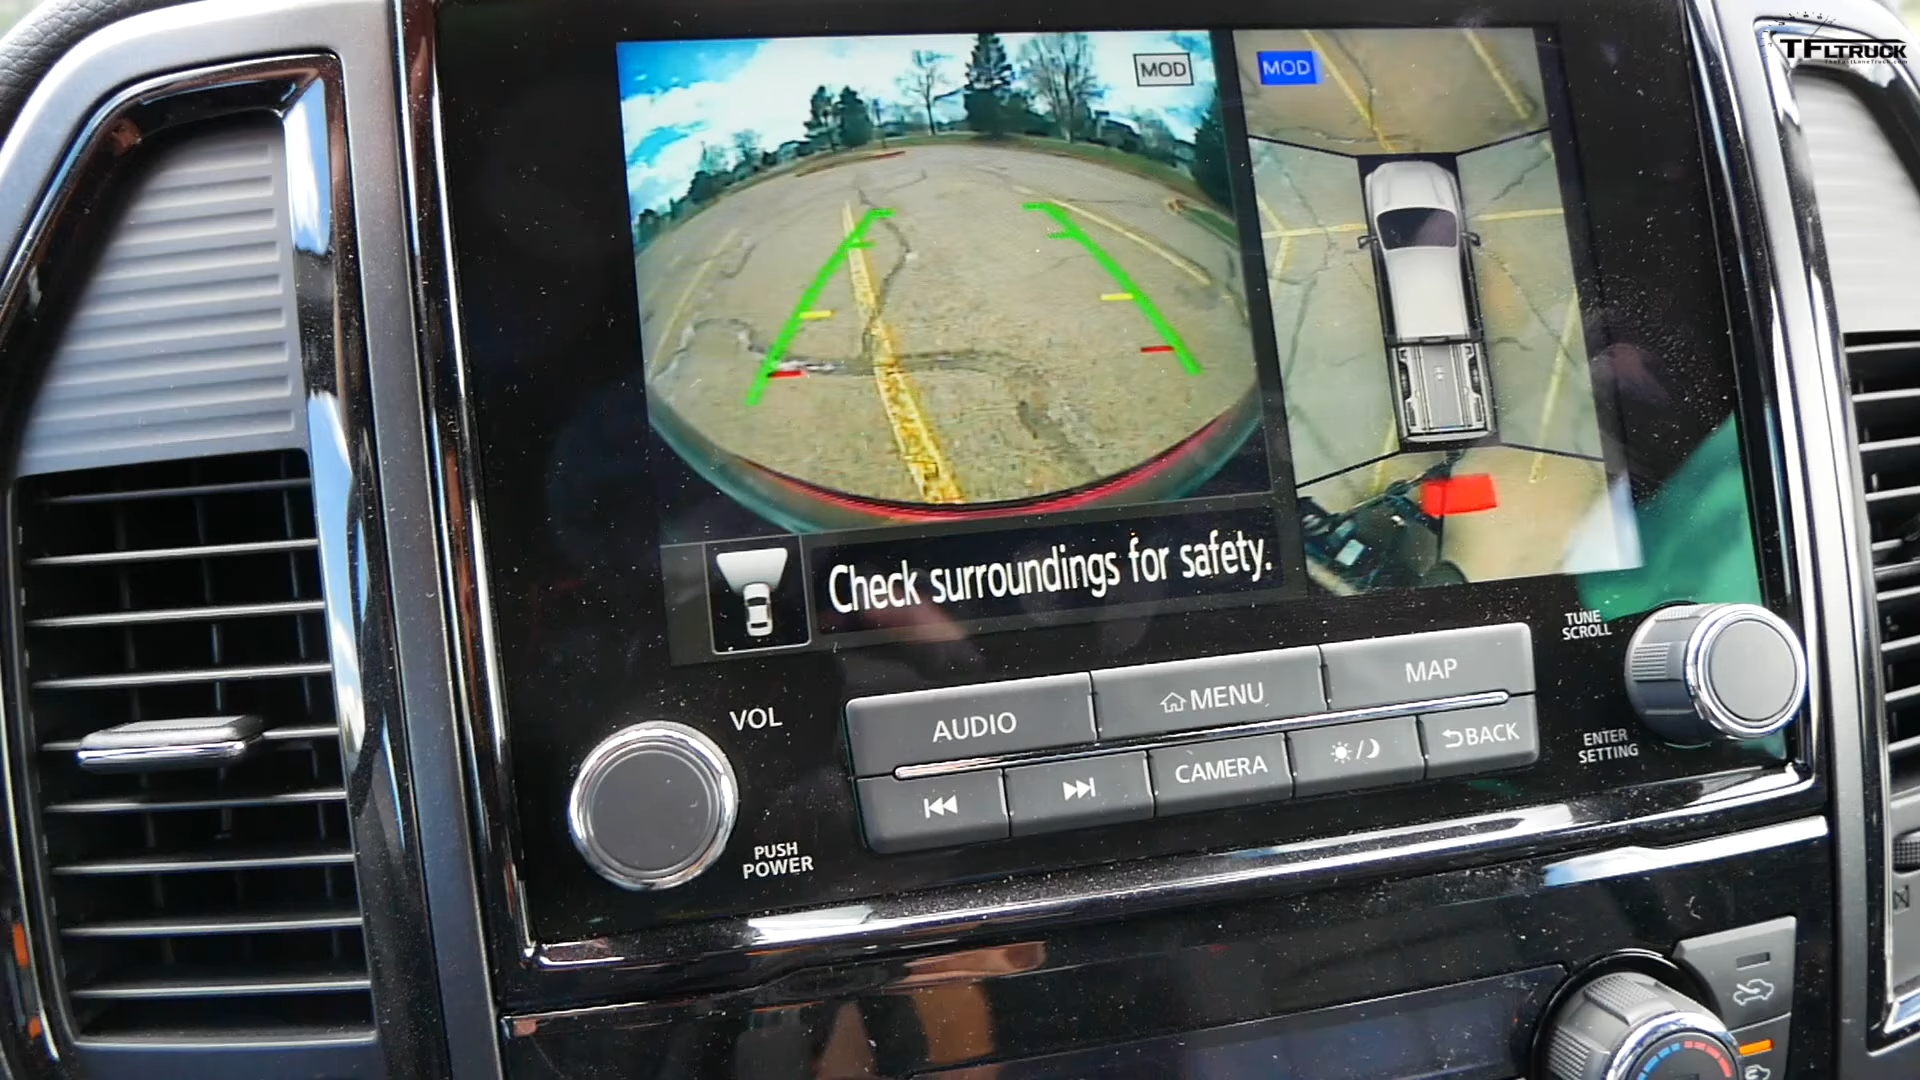 TFLTRUCK
MOD
MOD
Check surroundings for safety.
TUNE
SCROLL
VOL
AUDIO
MENU
MAP
CAMERA
BACK
ENTER
SETTING
PUSH
POWER